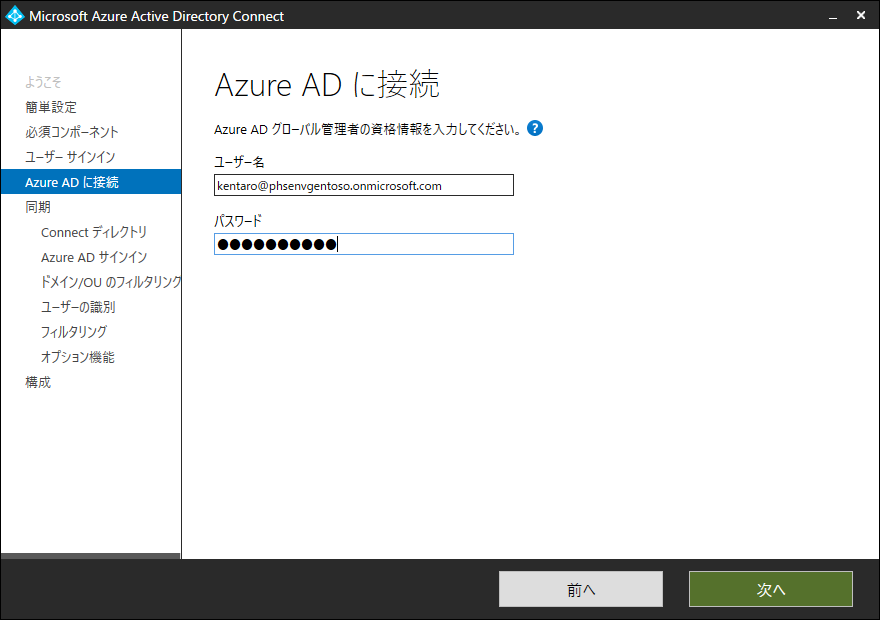 Microsoft Azure Active Directory Connect
ようこそ
簡単設定
必須コンポーネント
ユーザー サインイン
Azure AD に接続
同期
Connect ディレクトリ
Azure AD サインイン
ドメイン/OU のフィルタリング
ユーザーの識別
フィルタリング
オプション機能
構成
Azure AD に接続
Azure AD グローバル管理者の資格情報を入力してください。 ?
ユーザー名
kentaro@phsenvgentoso.onmicrosoft.com
パスワード
●●●●●●●●●●
前へ
次へ